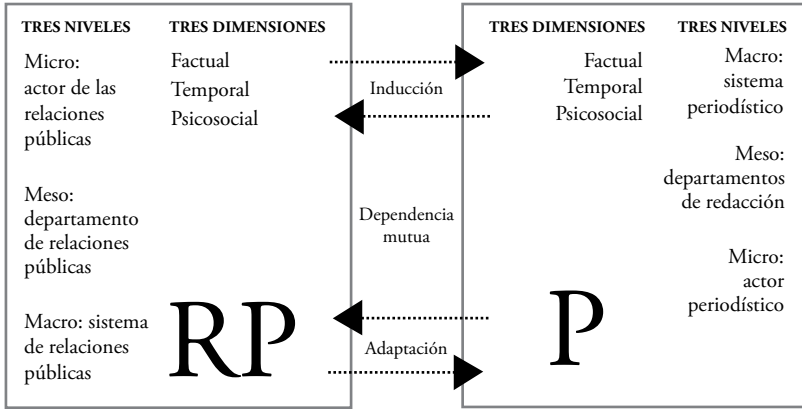 TRES NIVELES
TRES DIMENSIONES
Micro:
actor de las
relaciones
públicas
Factual
Temporal
Psicosocial
Meso:
departamento
de relaciones
públicas
Macro: sistema
de relaciones
públicas
RP
Inducción
Dependencia
mutua
Adaptación
TRES DIMENSIONES
TRES NIVELES
Factual
Temporal
Psicosocial
Macro:
sistema
periodístico
Meso:
departamentos
de redacción
Micro:
actor
periodístico
P